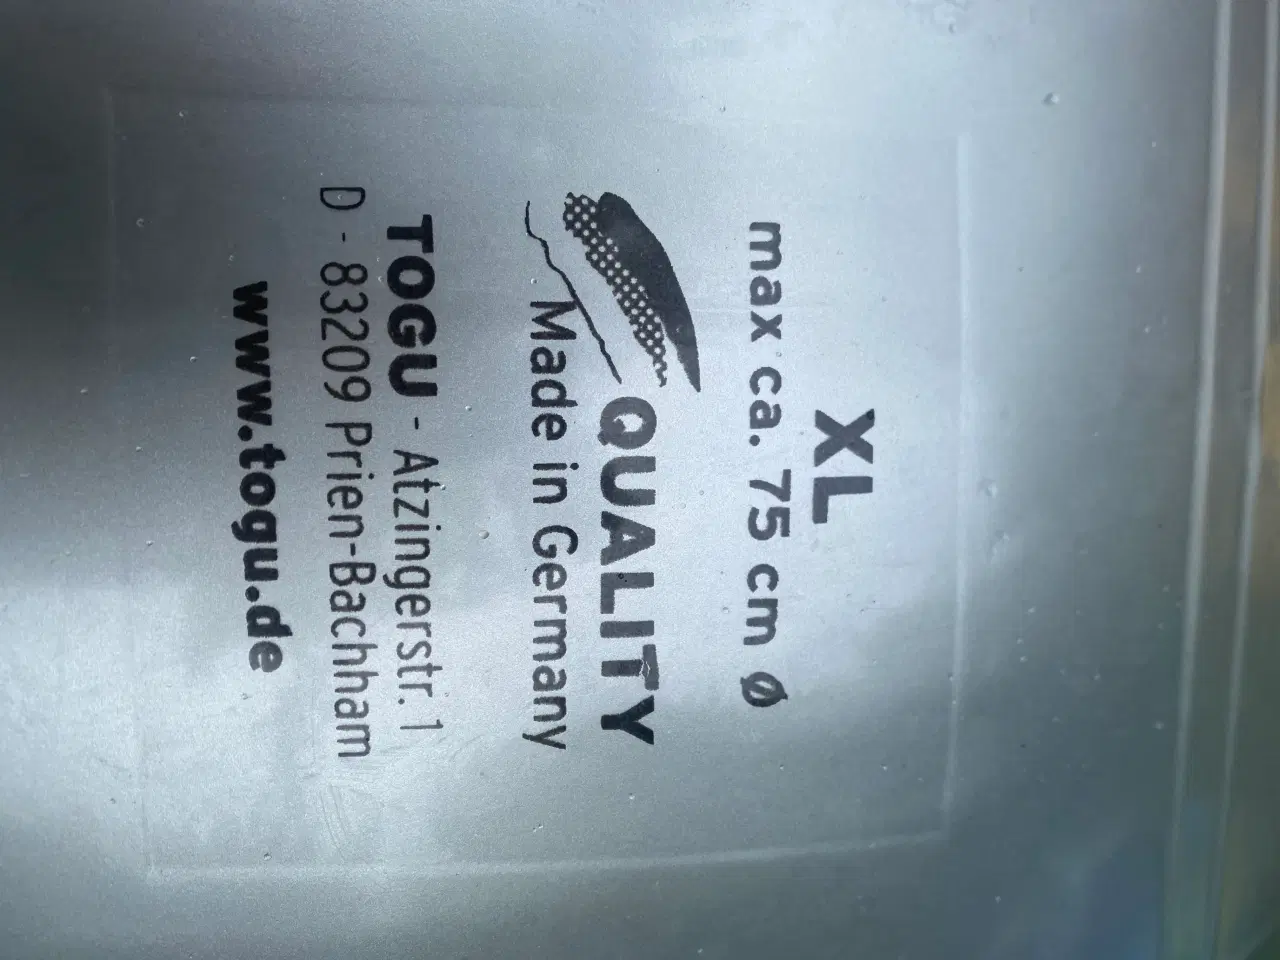 XL
max ca. 75 cm Ø
QUALITY
Made in Germany
TOGU - Atzingerstr. 1
D - 83209 Prien-Bachham
www.togu.de